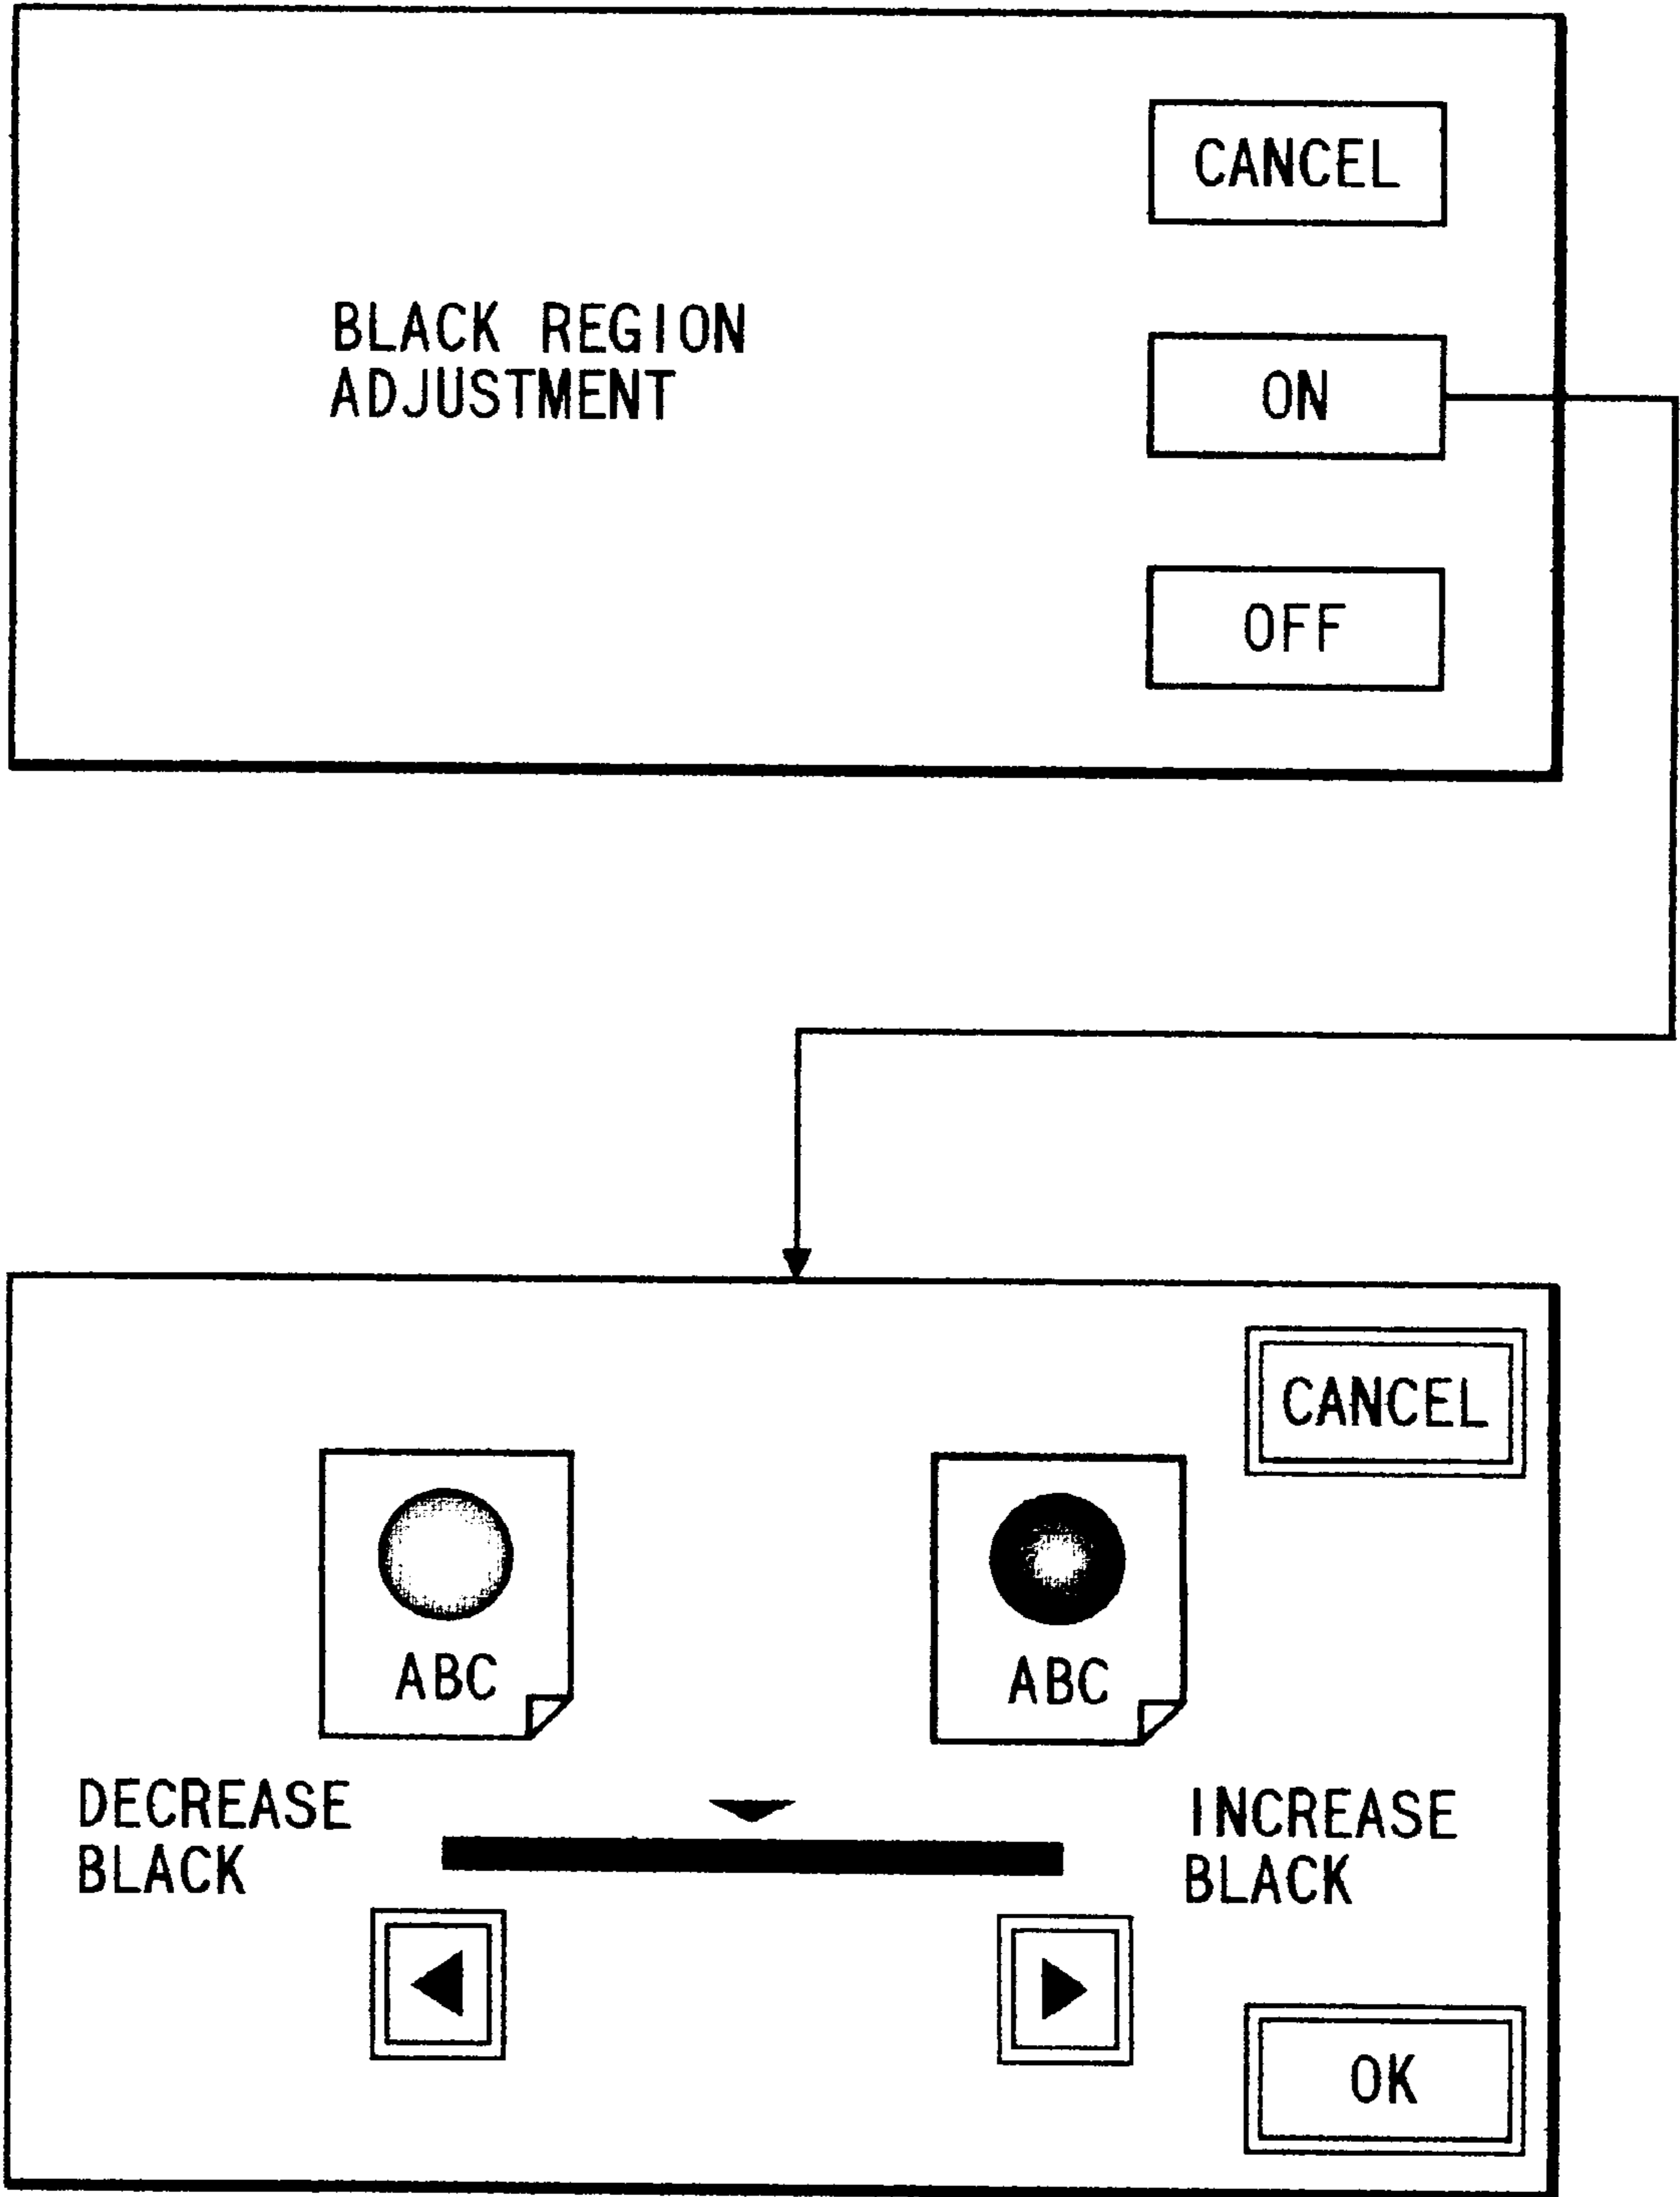 CANCEL
BLACK REGION
ADJUSTMENT
ON
OFF
CANCEL
ABC
ABC
DECREASE
BLACK
INCREASE
BLACK
OK